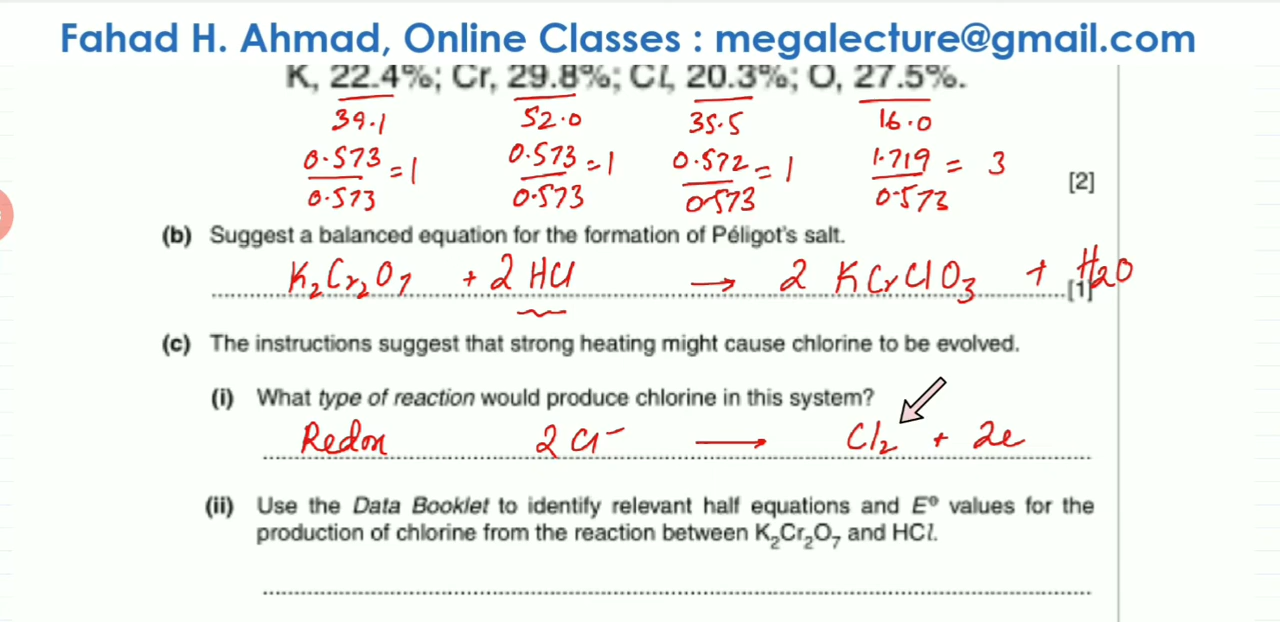 Fahad H. Ahmad, Online Classes : megalecture@gmail.com
K, 22.4%; Cr, 29.8%; Cl, 20.3%; O, 27.5%.
39.1 52.0 35.5 16.0
0.573/0.573 = 1 0.573/0.573 = 1 0.572/0.573 = 1 1.719/0.573 = 3
[2]
(b) Suggest a balanced equation for the formation of Péligot's salt.
K₂Cr₂O₇ + 2 HCl → 2 KCrClO₃ + H₂O
[1]
(c) The instructions suggest that strong heating might cause chlorine to be evolved.
(i) What type of reaction would produce chlorine in this system?
Redox 2Cl⁻ → Cl₂ + 2e
(ii) Use the Data Booklet to identify relevant half equations and E⁰ values for the
production of chlorine from the reaction between K₂Cr₂O₇ and HCl.